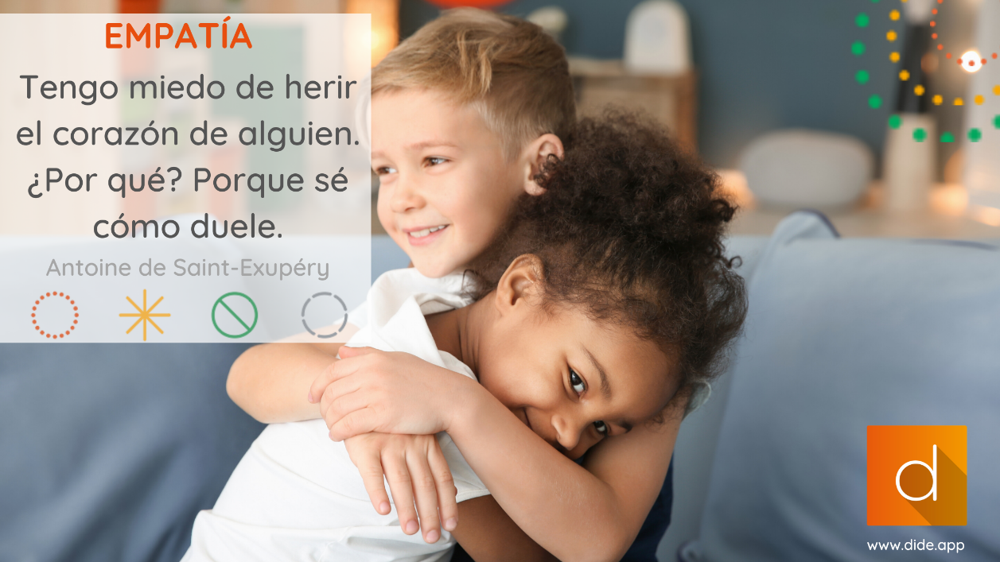 EMPATÍA
Tengo miedo de herir
el corazón de alguien.
¿Por qué? Porque sé
cómo duele.
Antoine de Saint-Exupéry
d
www.dide.app